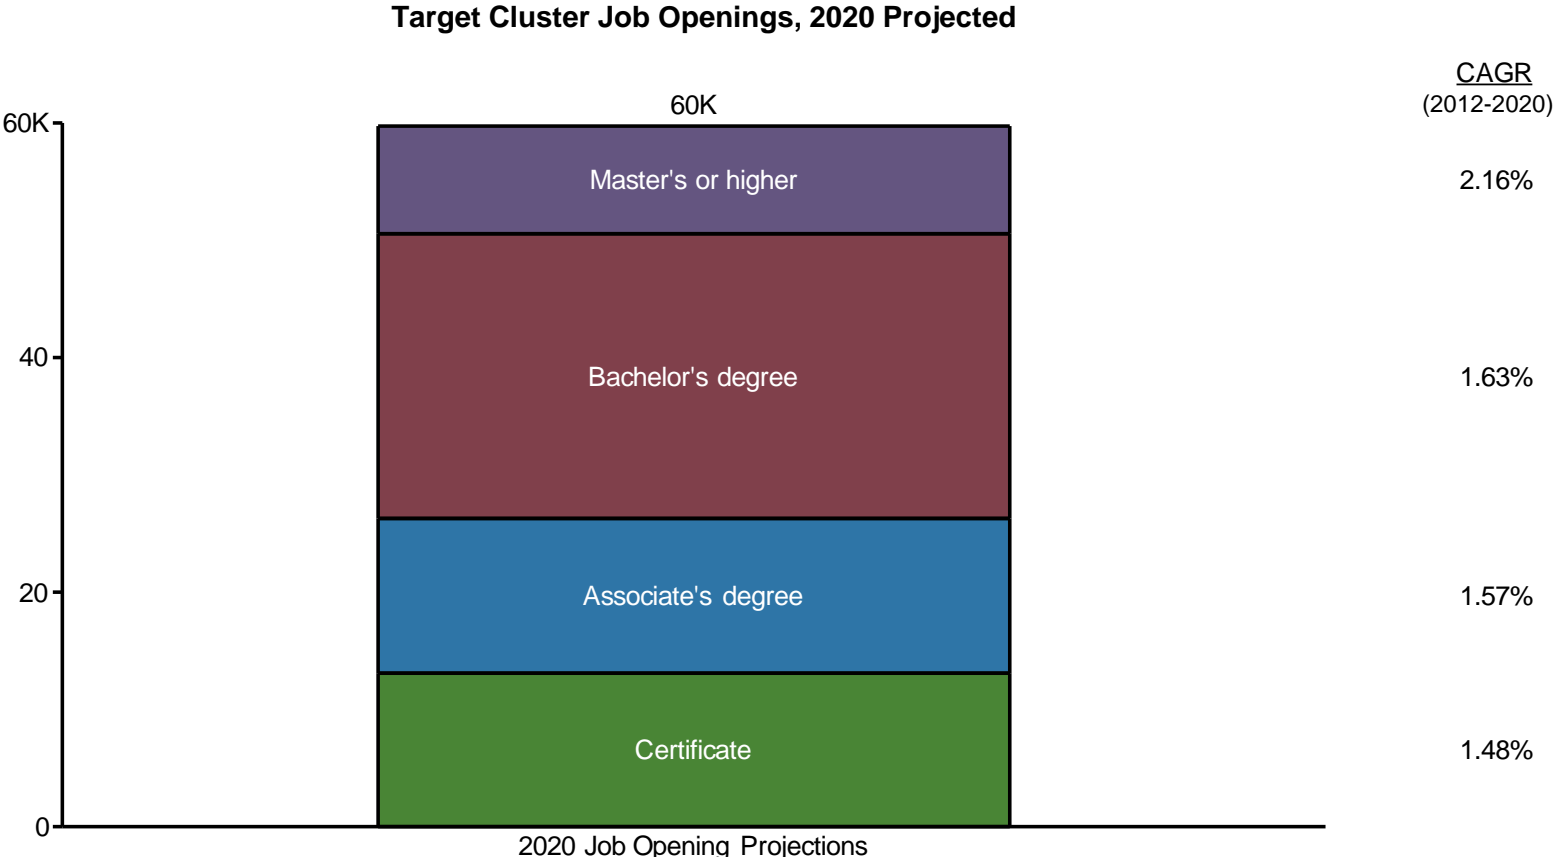 Target Cluster Job Openings, 2020 Projected
CAGR
(2012-2020)
60K
60K
Master's or higher
2.16%
40
Bachelor's degree
1.63%
20
Associate's degree
1.57%
Certificate
1.48%
0
2020 Job Opening Projections